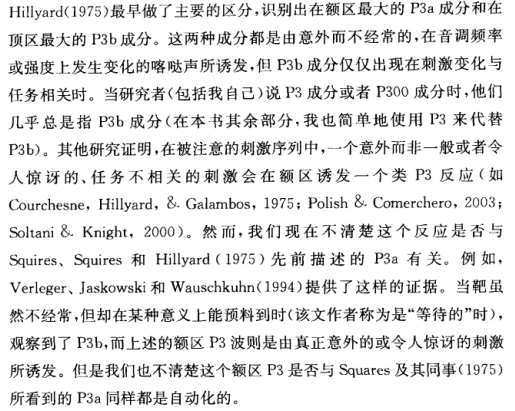 Hillyard(1975)最早做了主要的区分,识别出在额区最大的 P3a 成分和在
顶区最大的 P3b 成分。这两种成分都是由意外而不经常的,在音调频率
或强度上发生变化的喀哒声所诱发,但 P3b 成分仅仅出现在刺激变化与
任务相关时。当研究者(包括我自己)说 P3 成分或者 P300 成分时,他们
几乎总是指 P3b 成分(在本书其余部分,我也简单地使用 P3 来代替
P3b)。其他研究证明,在被注意的刺激序列中,一个意外而非一般或者令
人惊讶的、任务不相关的刺激会在额区诱发一个类 P3 反应(如
Courchesne, Hillyard, & Galambos, 1975; Polish & Comerchero, 2003;
Soltani & Knight, 2000)。然而,我们现在不清楚这个反应是否与
Squires、Squires 和 Hillyard (1975)先前描述的 P3a 有关。例如,
Verleger、Jaskowski 和 Wauschkuhn(1994)提供了这样的证据。当靶虽
然不经常,但却在某种意义上能预料到时(该文作者称为是“等待的”时),
观察到了 P3b,而上述的额区 P3 波则是由真正意外的或令人惊讶的刺激
所诱发。但是我们也不清楚这个额区 P3 是否与 Squares 及其同事(1975)
所看到的 P3a 同样都是自动化的。